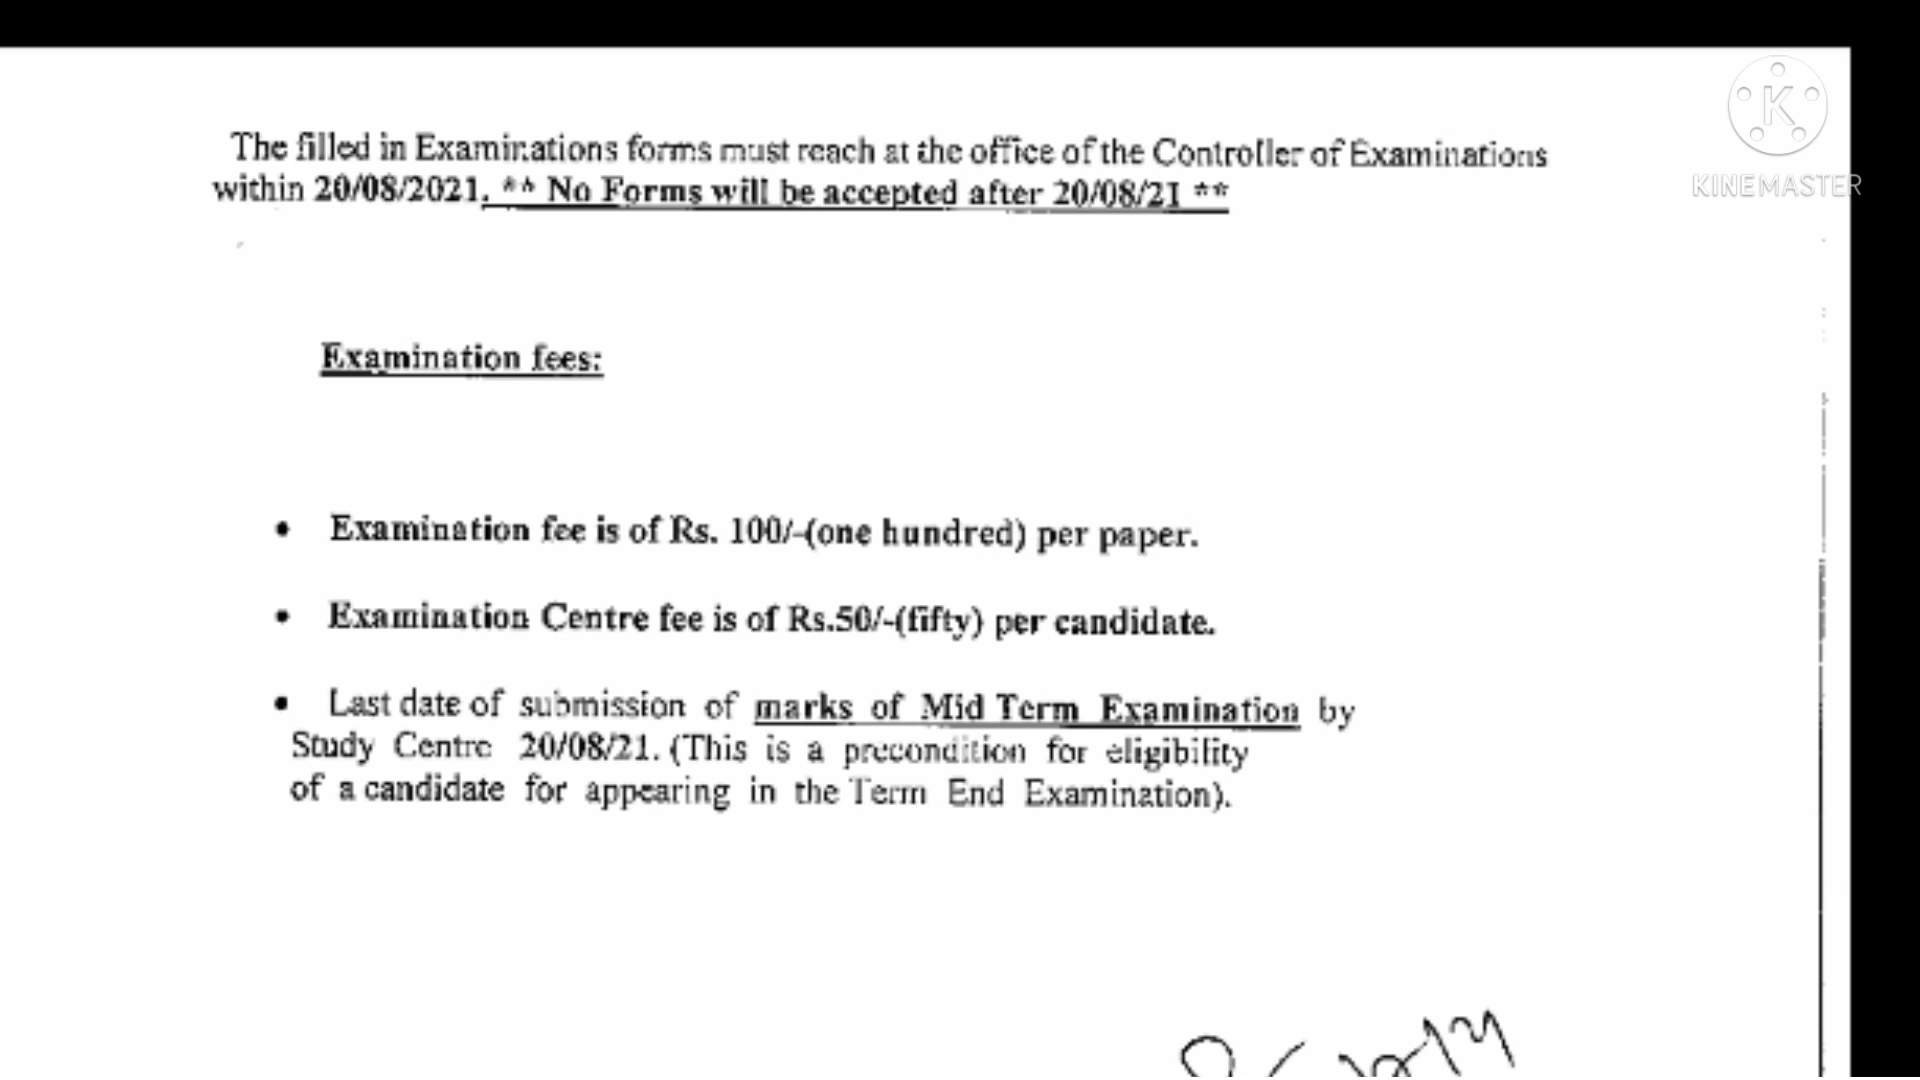 The filled in Examinations forms must reach at the office of the Controller of Examinations
within 20/08/2021. ** No Forms will be accepted after 20/08/21 **
KINEMASTER
Examination fees:
• Examination fee is of Rs. 100/-(one hundred) per paper.
• Examination Centre fee is of Rs.50/-(fifty) per candidate.
• Last date of submission of marks of Mid Term Examination by
Study Centre 20/08/21. (This is a precondition for eligibility
of a candidate for appearing in the Term End Examination).